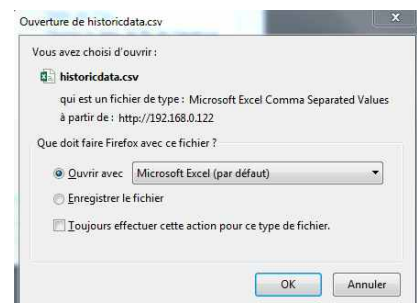 Ouverture de historicdata.csv
x
Vous avez choisi d'ouvrir :
historicdata.csv
qui est un fichier de type : Microsoft Excel Comma Separated Values
à partir de : http://192.168.0.122
Que doit faire Firefox avec ce fichier ?
Ouvrir avec Microsoft Excel (par défaut)
Enregistrer le fichier
Toujours effectuer cette action pour ce type de fichier.
OK Annuler